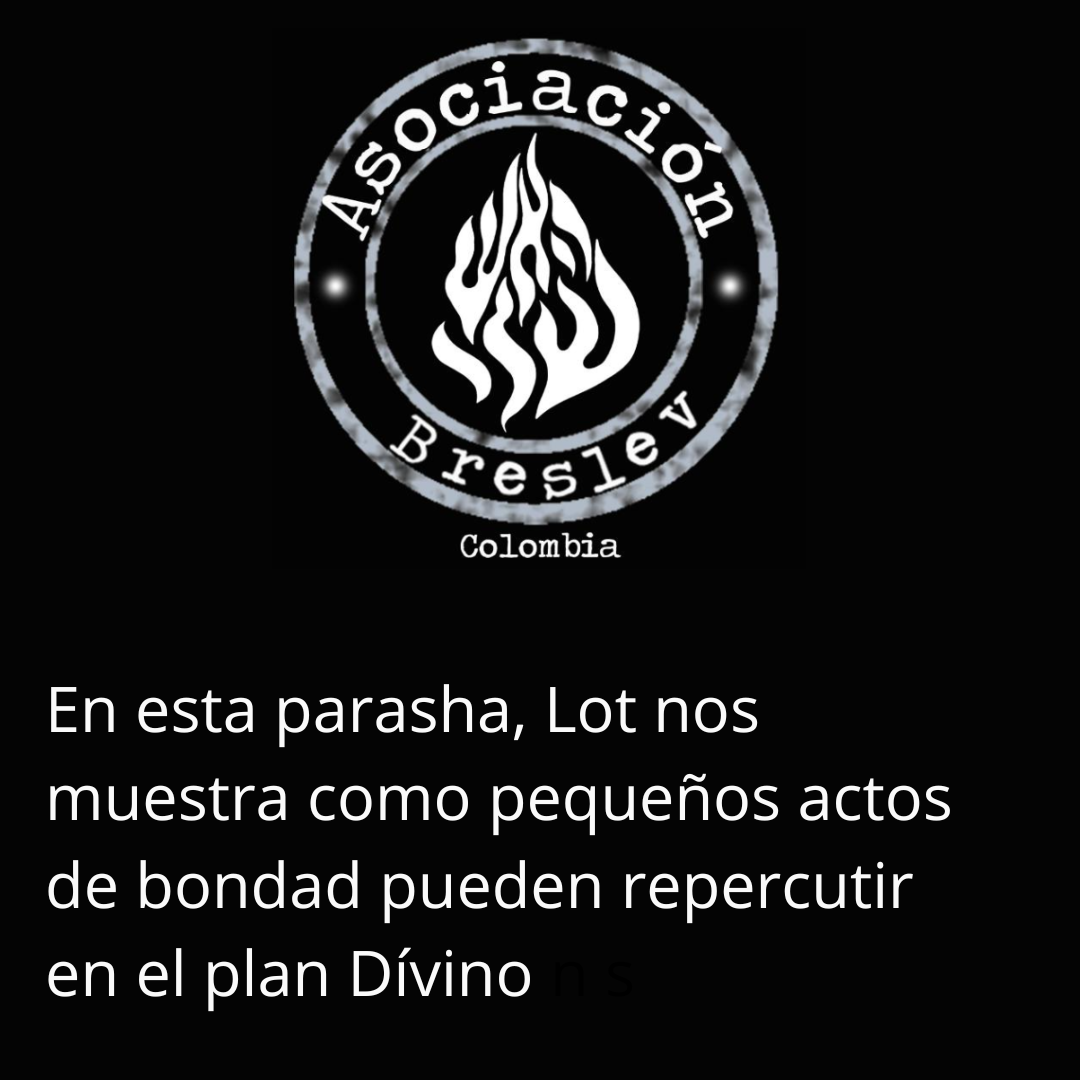 Asociación
Breslev
Colombia
En esta parasha, Lot nos
muestra como pequeños actos
de bondad pueden repercutir
en el plan Dívino n s